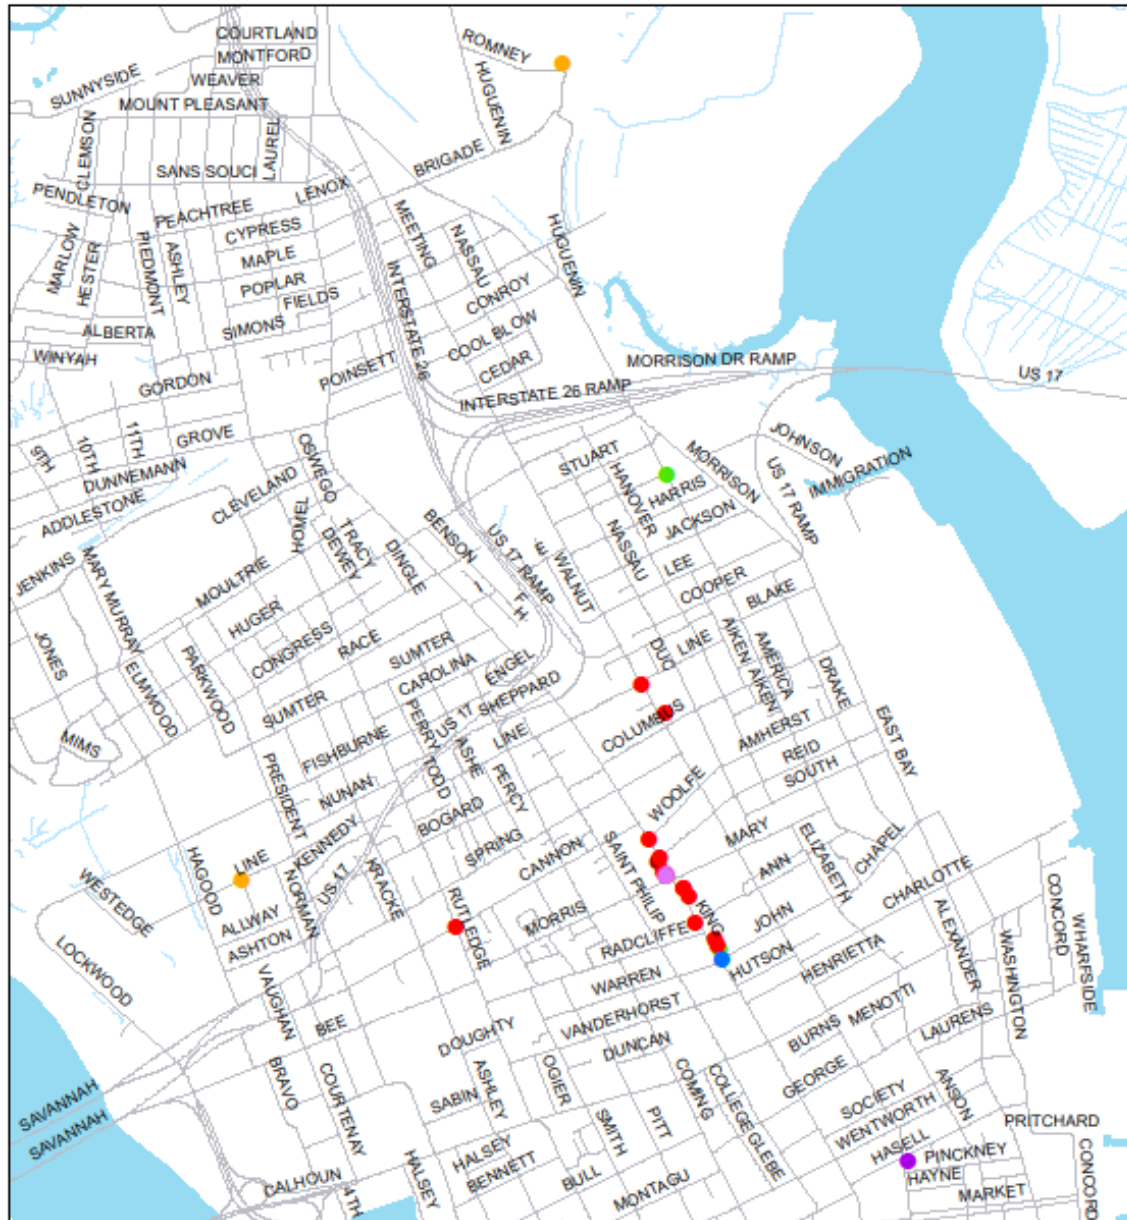 COURTLAND
MONTFORD
ROMNEY
SUNNYSIDE
WEAVER
HUGUENIN
MOUNT PLEASANT
CLEMSON
LAUREL
BRIGADE
SANS SOUCI
PENDLETON
LENOX
PEACHTREE
CYPRESS
MEETING
NASSAU
HUGUENIN
MARLOW
HESTER
PIEDMONT
ASHLEY
MAPLE
POPLAR
FIELDS
INTERSTATE 26
CONROY
ALBERTA
SIMONS
COOL BLOW
WINYAH
GORDON
POINSETT
CEDAR
MORRISON DR RAMP
US 17
INTERSTATE 26 RAMP
9TH
10TH
11TH
GROVE
OSWEGO
STUART
HANOVER
MORRISON
JOHNSON
DUNNEMANN
CLEVELAND
HARRIS
IMMIGRATION
US 17 RAMP
ADDLESTONE
HOMEL
TRACY
DEWEY
DINGLE
BENSON
US 17 RAMP
E
WALNUT
NASSAU
JACKSON
JENKINS
MARY MURRAY
MOULTRIE
I
F
H
LEE
COOPER
BLAKE
HUGER
CONGRESS
RACE
SUMTER
CAROLINA
ENGEL
SHEPPARD
DUC
LINE
AIKEN
AIKEN
AMERICA
DRAKE
JONES
ELMWOOD
PARKWOOD
SUMTER
US 17
PERRY
LINE
COLUMBUS
AMHERST
EAST BAY
MIMS
FISHBURNE
ASHE
PERCY
TODD
REID
SOUTH
PRESIDENT
NUNAN
BOGARD
WOOLFE
MARY
KENNEDY
SPRING
CANNON
SAINT PHILIP
ELIZABETH
CHAPEL
HAGOOD
LINE
NORMAN
US 17
KRACKE
ANN
CHARLOTTE
WESTEDGE
ALLWAY
RUTLEDGE
MORRIS
KING
JOHN
ALEXANDER
CONCORD
ASHTON
RADCLIFFE
HUTSON
HENRIETTA
WASHINGTON
WHARFSIDE
LOCKWOOD
VAUGHAN
WARREN
VANDERHORST
MENOTTI
BEE
DOUGHTY
DUNCAN
BURNS
LAURENS
BRAVO
COURTENAY
ASHLEY
OGIER
COMING
COLLEGE
GLEBE
GEORGE
SOCIETY
ANSON
SAVANNAH
SABIN
SMITH
PITT
WENTWORTH
PRITCHARD
SAVANNAH
HALSEY
HASELL
PINCKNEY
CONCORD
CALHOUN
HALSEY
BENNETT
BULL
HAYNE
4TH
MONTAGU
MARKET